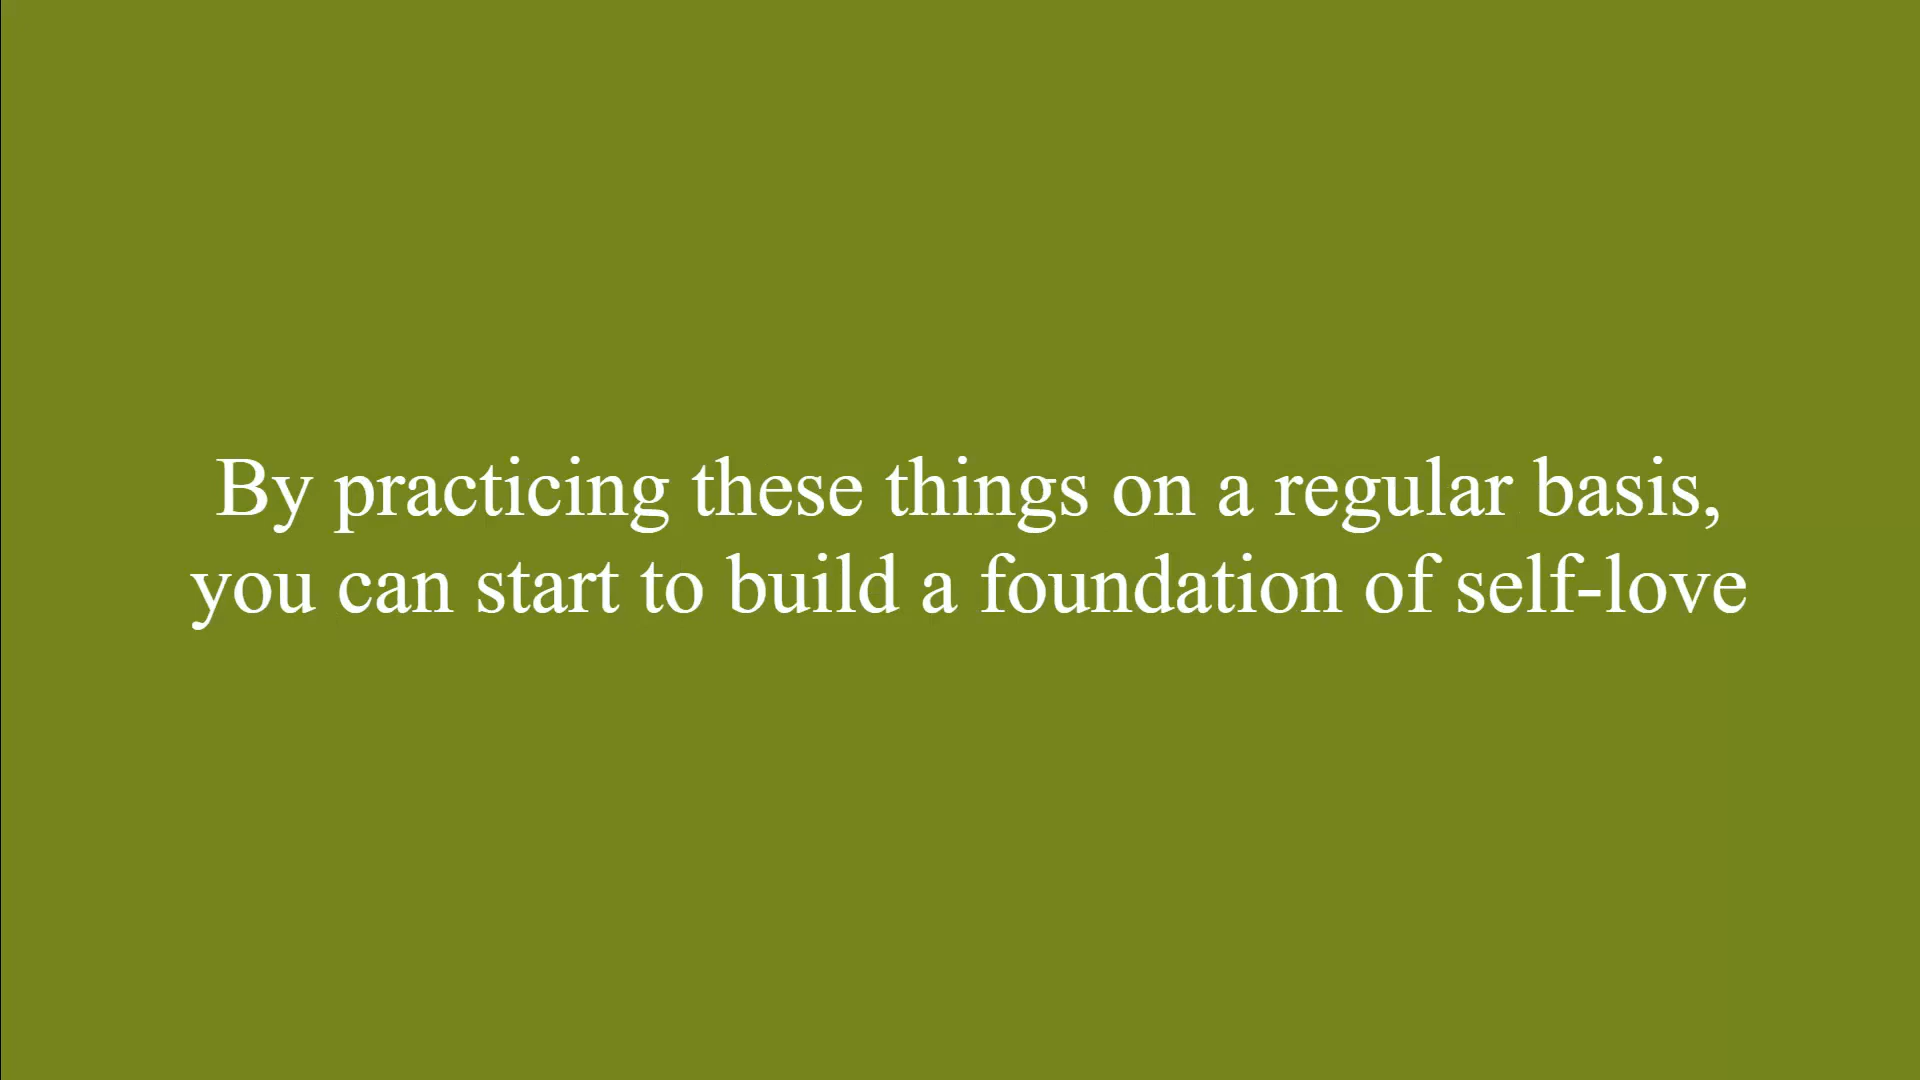 By practicing these things on a regular basis,
you can start to build a foundation of self-love